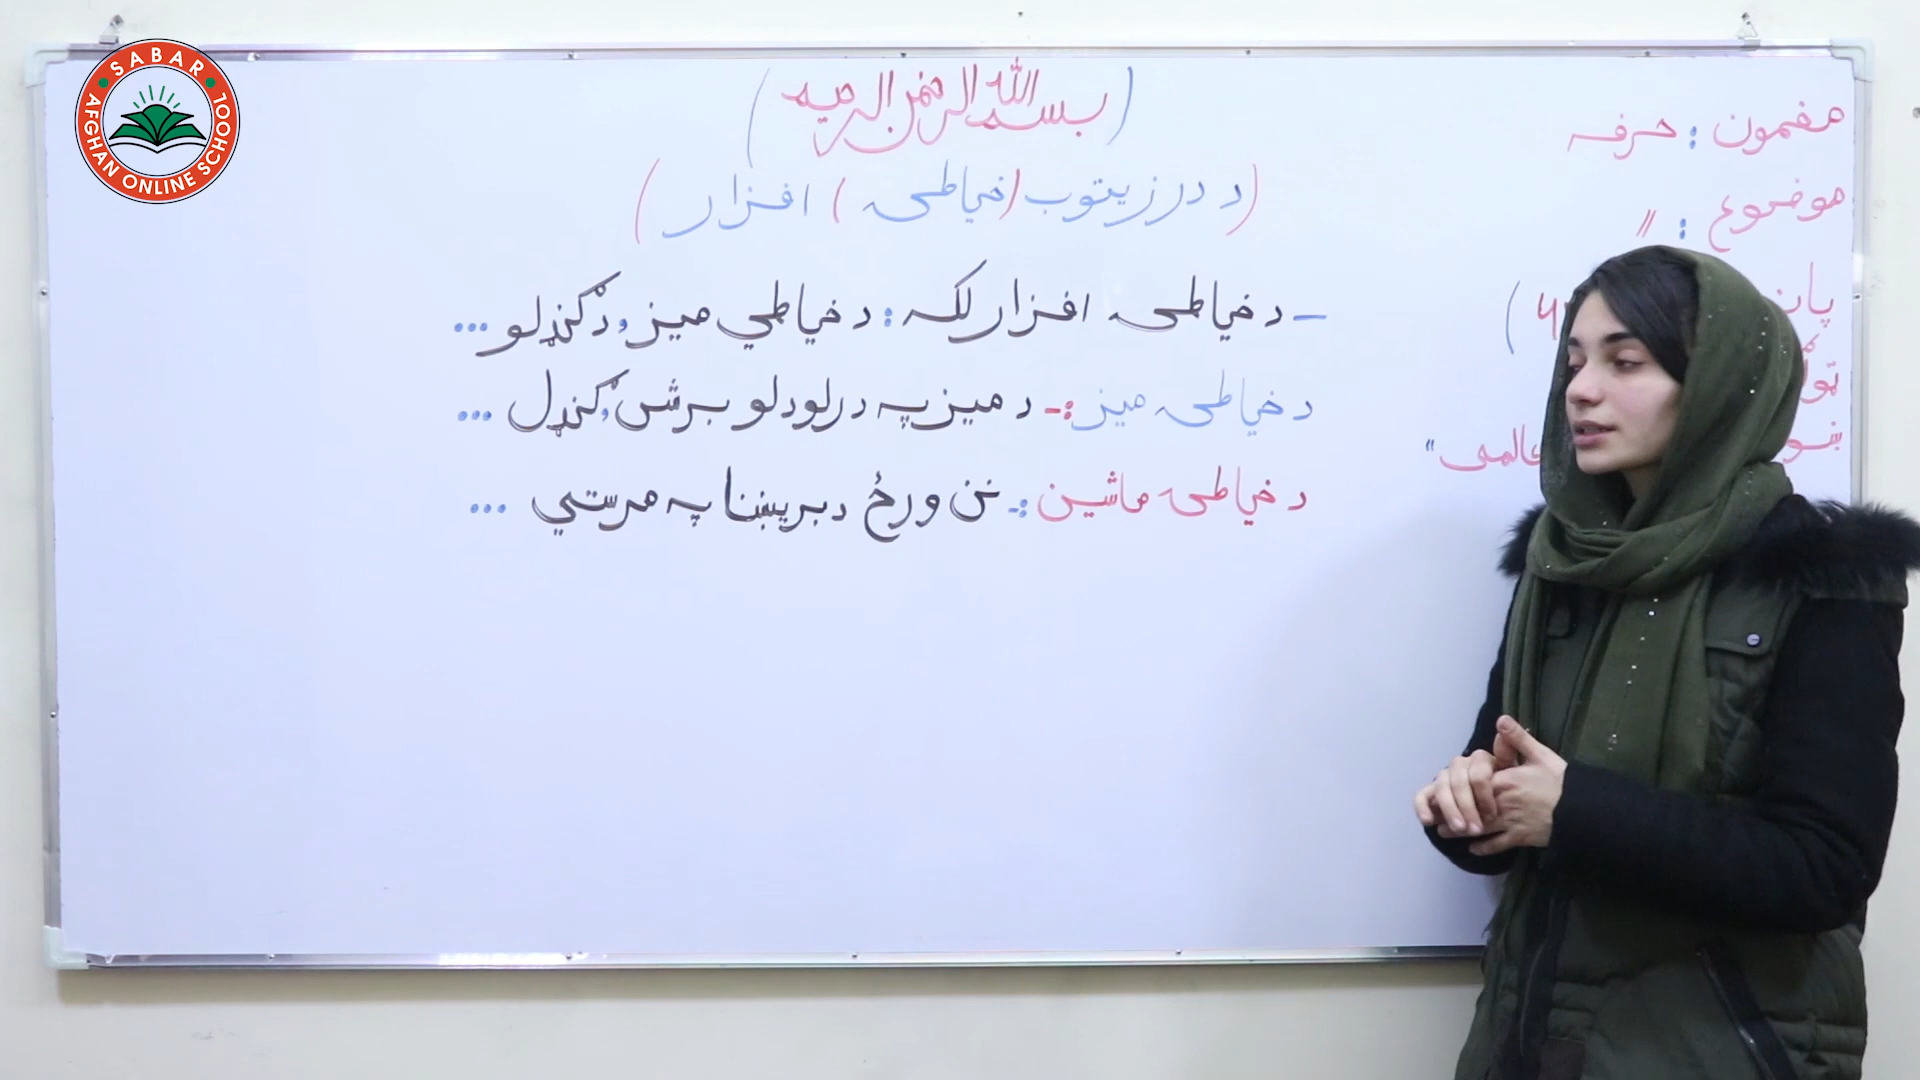 SABAR
AFGHAN ONLINE SCHOOL
بسم الله الرحمن الرحیم
(د درزیتوب (خیاطۍ) افزار)
– د خیاطۍ افزار لکه: د خیاطي میز، د ګنډلو ...
د خیاطۍ میز:- د میز په درلودلو برش، ګنډل ...
د خیاطۍ ماشین:- نن ورځ د بریښنا په مرستي ...
مضمون: حرفه
موضوع: //